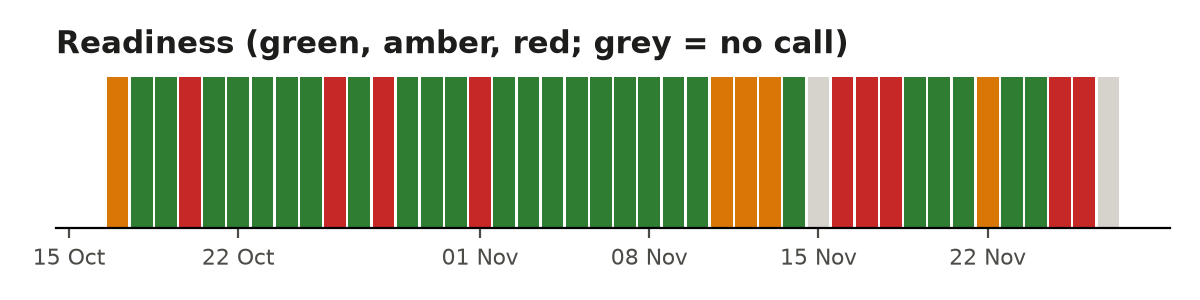 Readiness (green, amber, red; grey = no call)
15 Oct 22 Oct 01 Nov 08 Nov 15 Nov 22 Nov